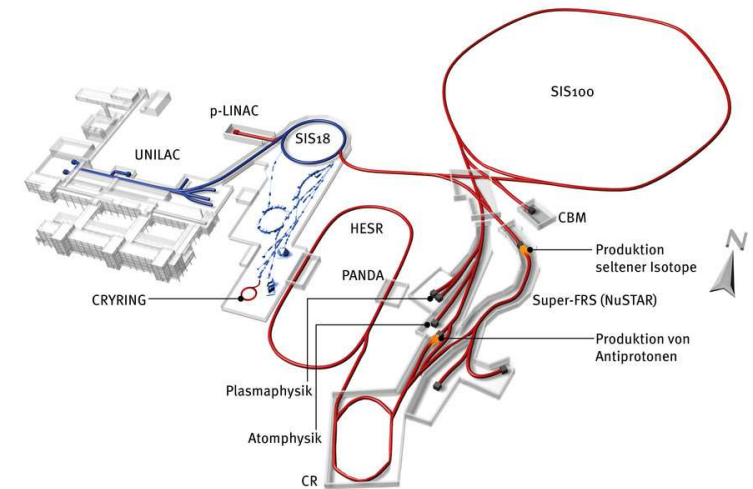 SIS100
p-LINAC
SIS18
UNILAC
CBM
HESR
N
Produktion
seltener Isotope
PANDA
CRYRING
Super-FRS (NuSTAR)
Produktion von
Antiprotonen
Plasmaphysik
Atomphysik
CR